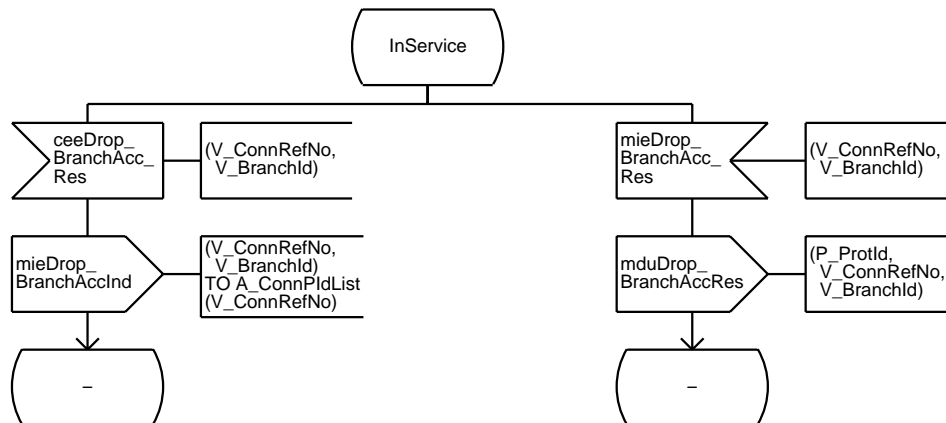 InService
ceeDrop_
BranchAcc_
Res
(V_ConnRefNo,
V_BranchId)
mieDrop_
BranchAcc_
Res
(V_ConnRefNo,
V_BranchId)
mieDrop_
BranchAccInd
(V_ConnRefNo,
V_BranchId)
TO A_ConnPIdList
(V_ConnRefNo)
mduDrop_
BranchAccRes
(P_ProtId,
V_ConnRefNo,
V_BranchId)
–
–